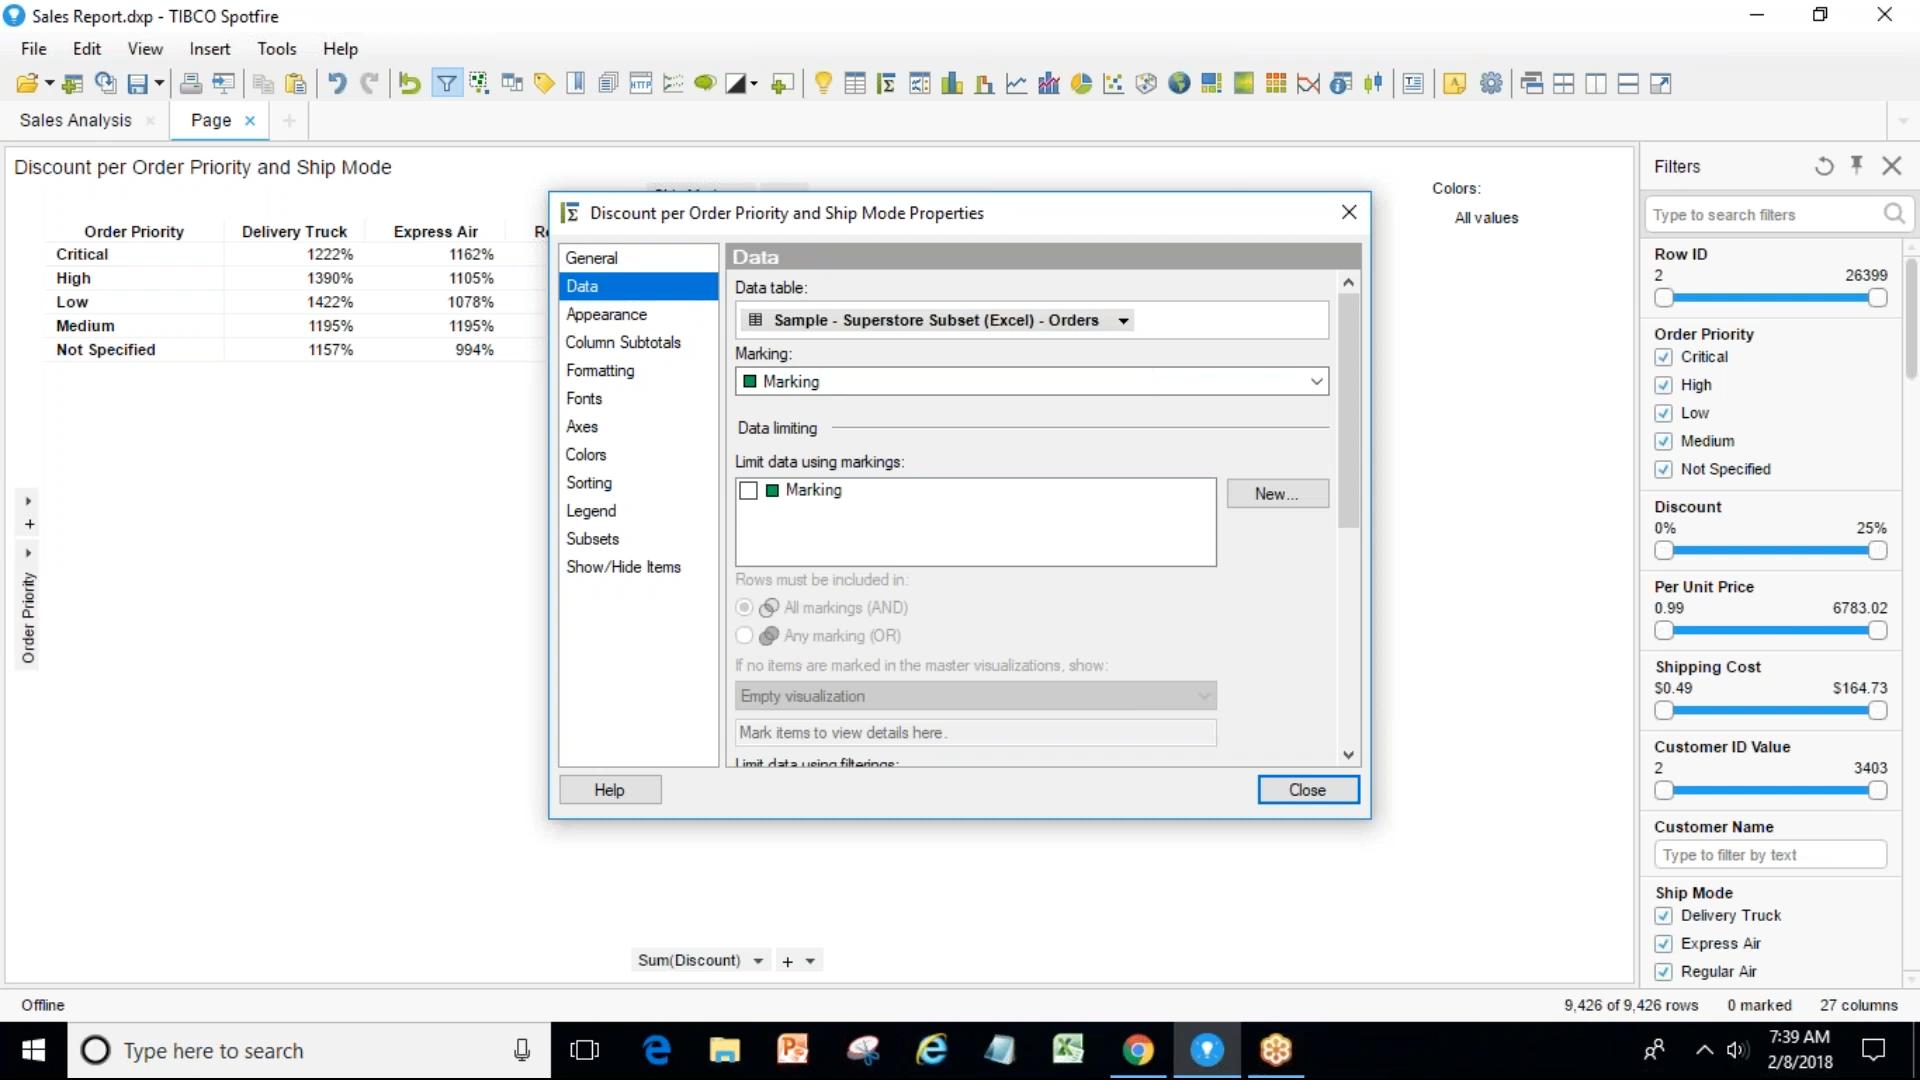 Sales Report.dxp - TIBCO Spotfire
File Edit View Insert Tools Help
Sales Analysis Page
Discount per Order Priority and Ship Mode
Order Priority Delivery Truck Express Air
Critical 1222% 1162%
High 1390% 1105%
Low 1422% 1078%
Medium 1195% 1195%
Not Specified 1157% 994%
+
Order Priority
Discount per Order Priority and Ship Mode Properties
General
Data
Appearance
Column Subtotals
Formatting
Fonts
Axes
Colors
Sorting
Legend
Subsets
Show/Hide Items
Data
Data table:
Sample - Superstore Subset (Excel) - Orders
Marking:
Marking
Data limiting
Limit data using markings:
Marking
New...
Rows must be included in:
All markings (AND)
Any marking (OR)
If no items are marked in the master visualizations, show:
Empty visualization
Mark items to view details here.
Limit data using filterings:
Help Close
Colors:
All values
Sum(Discount) +
Filters
Type to search filters
Row ID
2 26399
Order Priority
Critical
High
Low
Medium
Not Specified
Discount
0% 25%
Per Unit Price
0.99 6783.02
Shipping Cost
$0.49 $164.73
Customer ID Value
2 3403
Customer Name
Type to filter by text
Ship Mode
Delivery Truck
Express Air
Regular Air
Offline 9,426 of 9,426 rows 0 marked 27 columns
Type here to search
7:39 AM
2/8/2018